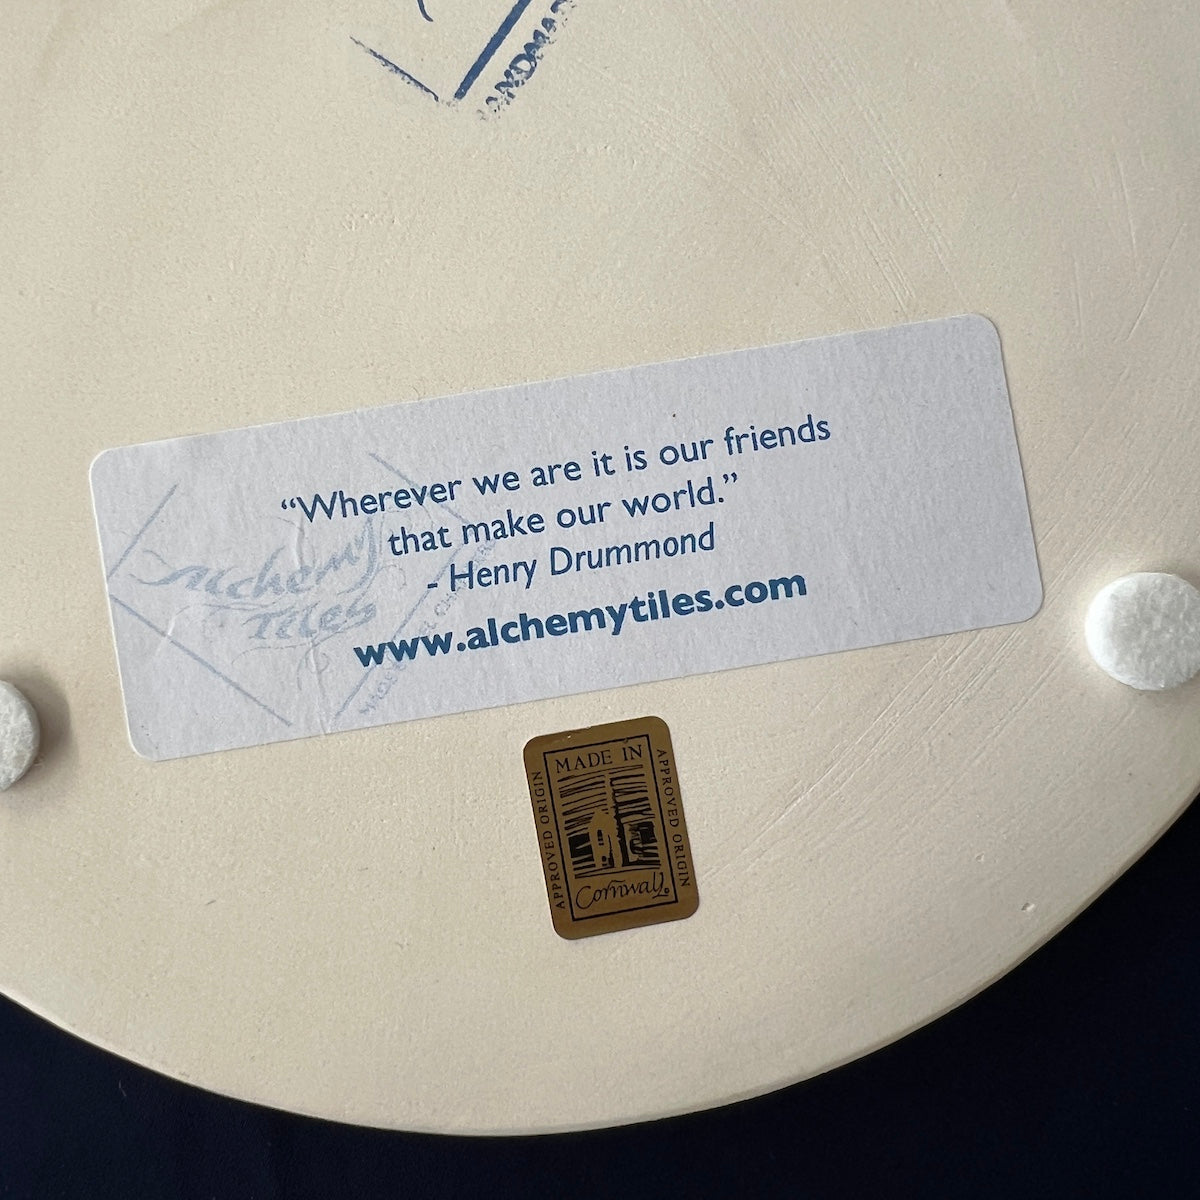 “Wherever we are it is our friends
that make our world.”
- Henry Drummond
www.alchemytiles.com
Alchemy
Tiles
MADE IN
Cornwall
APPROVED ORIGIN
APPROVED ORIGIN